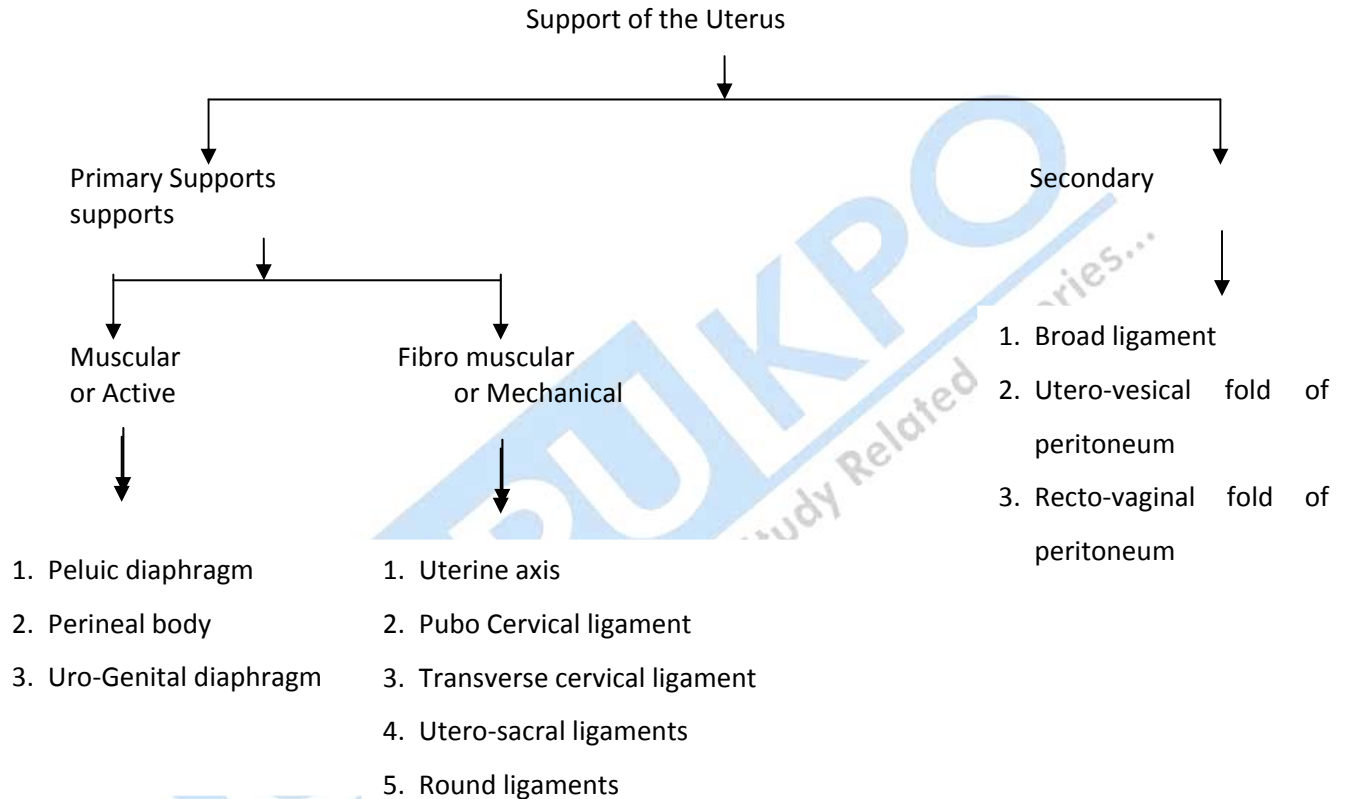 Support of the Uterus
Primary Supports
supports
Secondary
Muscular
or Active
Fibro muscular
or Mechanical
1. Broad ligament
2. Utero-vesical fold of
peritoneum
3. Recto-vaginal fold of
peritoneum
1. Peluic diaphragm
2. Perineal body
3. Uro-Genital diaphragm
1. Uterine axis
2. Pubo Cervical ligament
3. Transverse cervical ligament
4. Utero-sacral ligaments
5. Round ligaments
PUKPO
Study Related